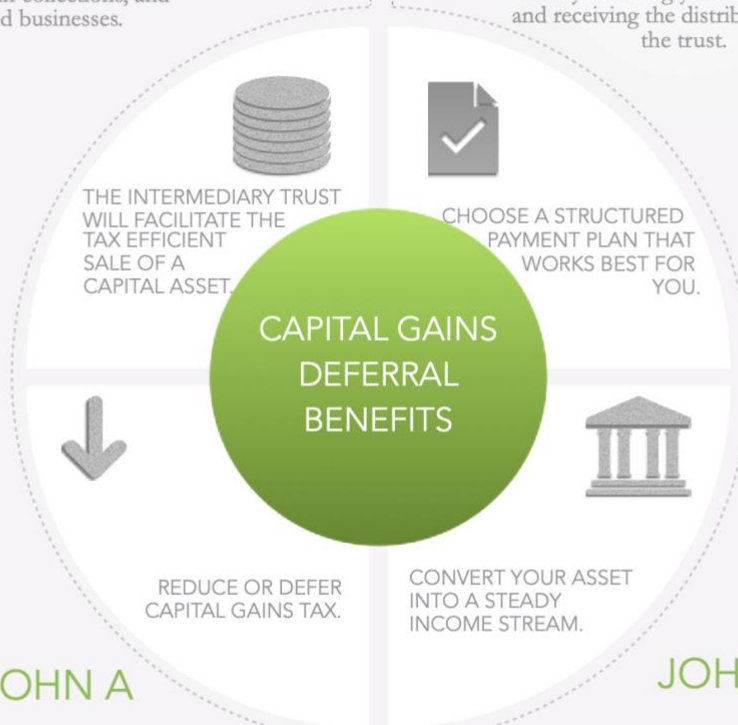 collections, and
d businesses.
and receiving the distrib
the trust.
THE INTERMEDIARY TRUST
WILL FACILITATE THE
TAX EFFICIENT
SALE OF A
CAPITAL ASSET.
CHOOSE A STRUCTURED
PAYMENT PLAN THAT
WORKS BEST FOR
YOU.
CAPITAL GAINS
DEFERRAL
BENEFITS
REDUCE OR DEFER
CAPITAL GAINS TAX.
CONVERT YOUR ASSET
INTO A STEADY
INCOME STREAM.
OHN A
JOH